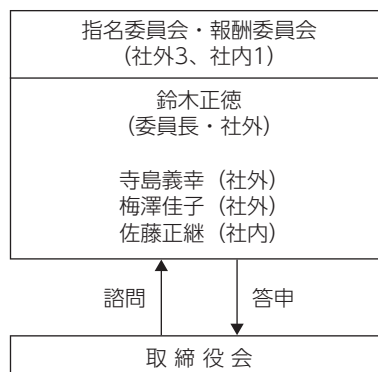 指名委員会・報酬委員会
（社外3、社内1）
鈴木正徳
（委員長・社外）
寺島義幸（社外）
梅澤佳子（社外）
佐藤正継（社内）
諮問
答申
取締役会